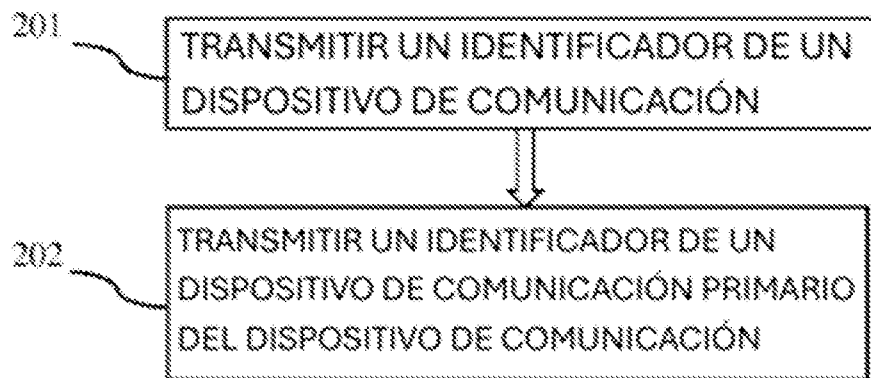 201
TRANSMITIR UN IDENTIFICADOR DE UN
DISPOSITIVO DE COMUNICACIÓN
202
TRANSMITIR UN IDENTIFICADOR DE UN
DISPOSITIVO DE COMUNICACIÓN PRIMARIO
DEL DISPOSITIVO DE COMUNICACIÓN